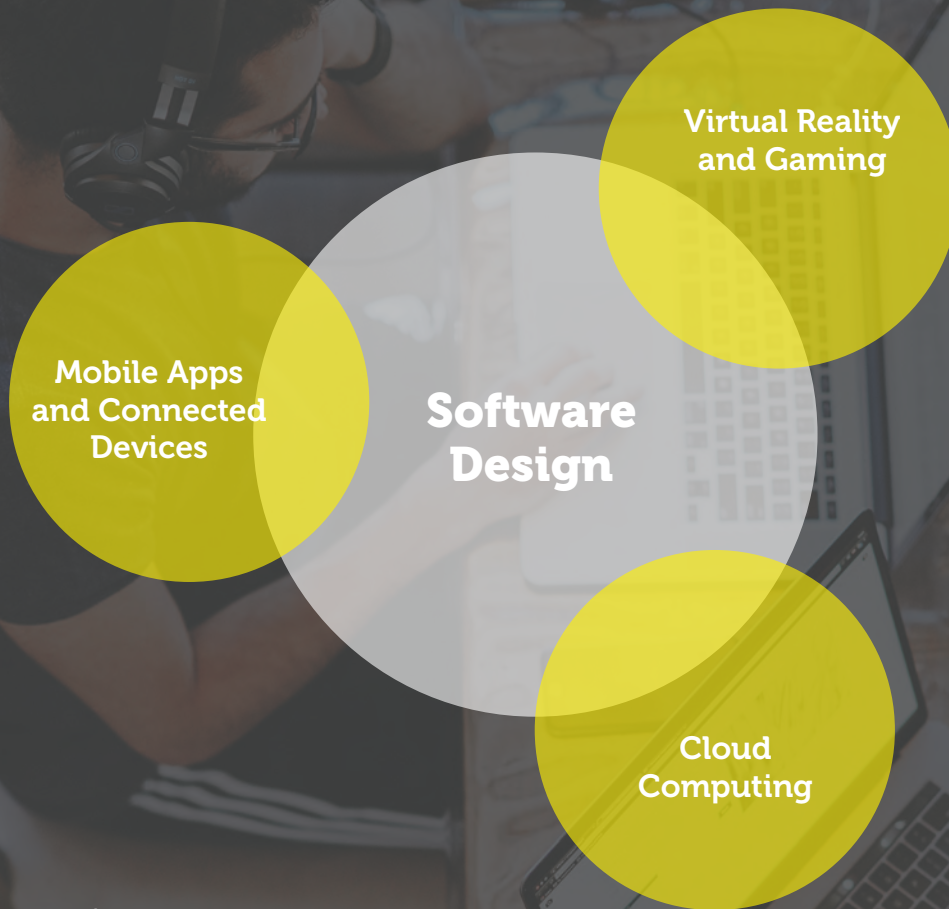 Virtual Reality
and Gaming
Mobile Apps
and Connected
Devices
Software
Design
Cloud
Computing